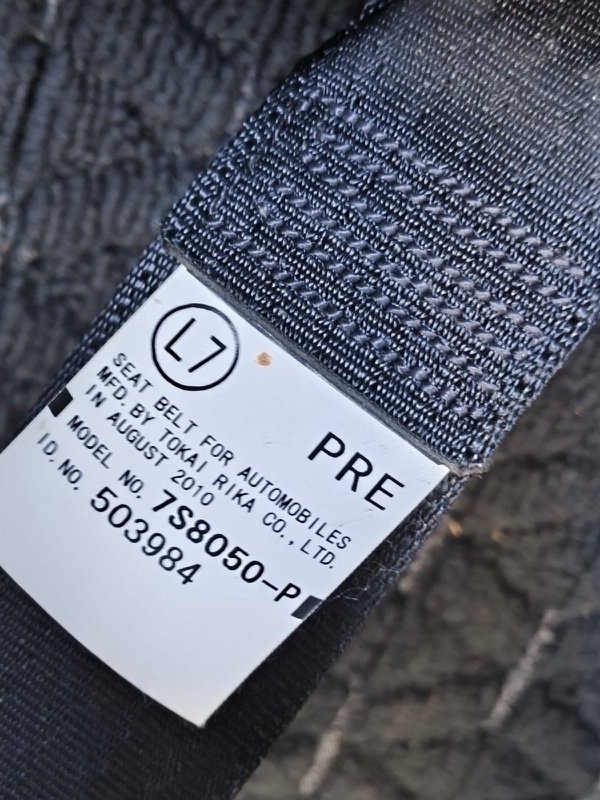 L7
PRE
SEAT BELT FOR AUTOMOBILES
MFD. BY TOKAI RIKA CO., LTD.
IN AUGUST 2010
MODEL NO. 7S8050-P
ID.NO. 503984